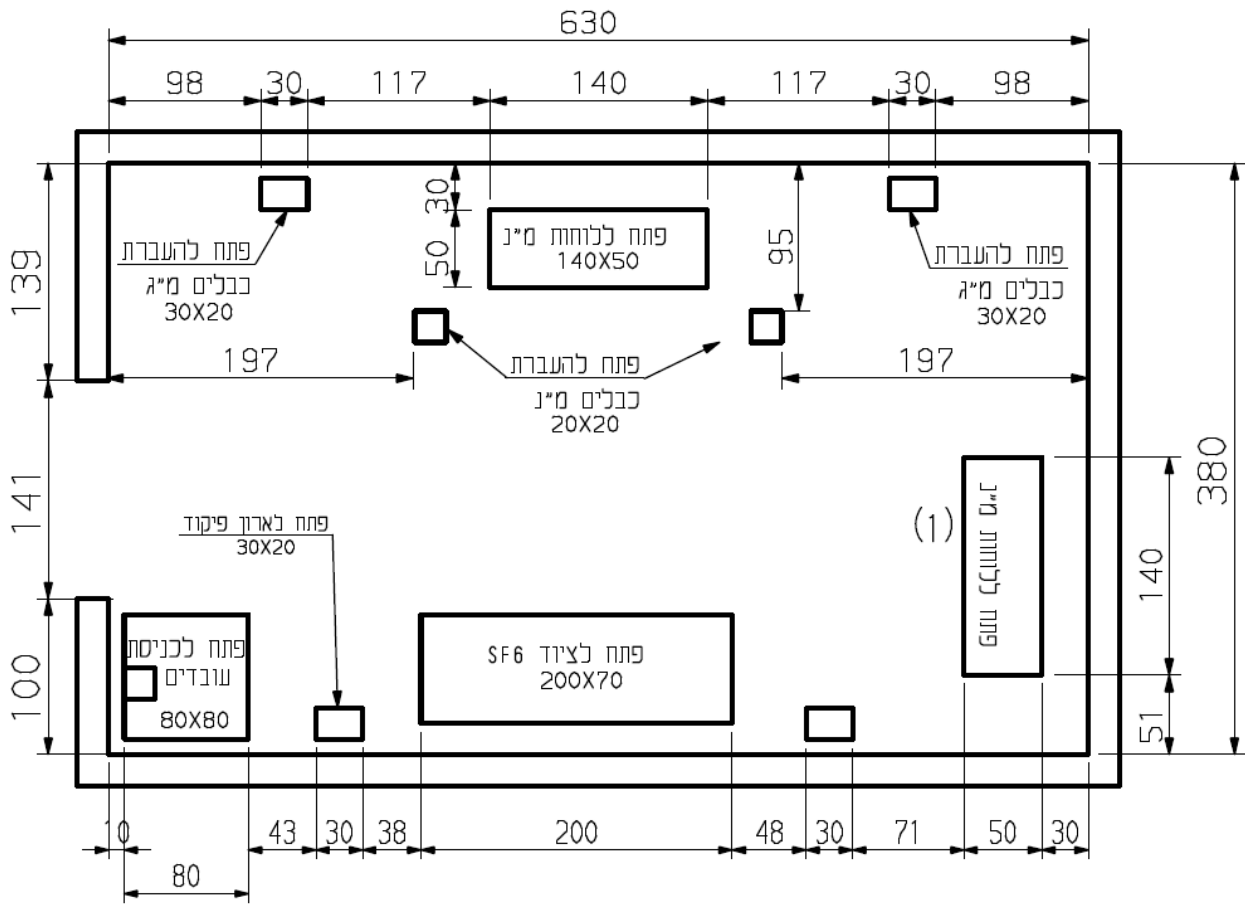 630
98 30 117 140 117 30 98
30
50
פתח ללוחות מ"נ
140X50
95
פתח להעברת
כבלים מ"ג
30X20
פתח להעברת
כבלים מ"ג
30X20
139
197
פתח להעברת
כבלים מ"נ
20X20
197
380
141
פתח לארון פיקוד
30X20
(1)
פתח ללוחות מ"נ
140
100
פתח לכניסת
עובדים
80X80
פתח לציוד SF6
200X70
51
10 43 30 38 200 48 30 71 50 30
80